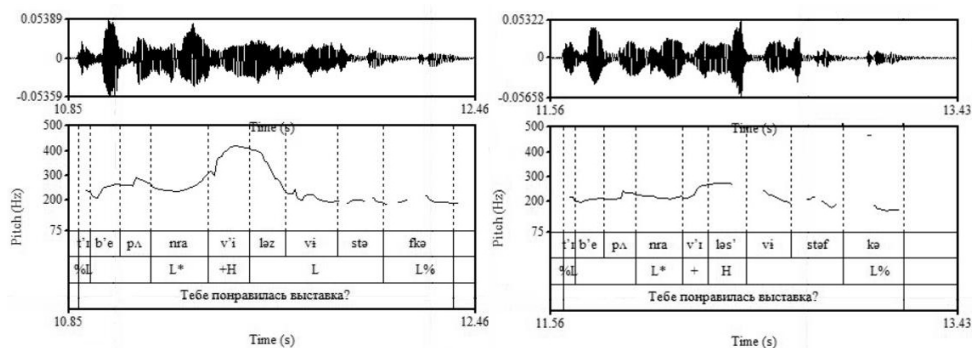 0.05389
0
-0.05359
10.85
12.46
Time (s)
500
400
300
200
75
Pitch (Hz)
t'ɪ b'e pʌ nra v'i ləz vɨ stə fkə
%L L* +H L L%
Тебе понравилась выставка?
10.85
12.46
Time (s)
0.05322
0
-0.05658
11.56
13.43
Time (s)
500
400
300
200
75
Pitch (Hz)
t'ɪ b'e pʌ nra v'ɪ ləs' vɨ stəf kə
%L L* + H L%
Тебе понравилась выставка?
11.56
13.43
Time (s)